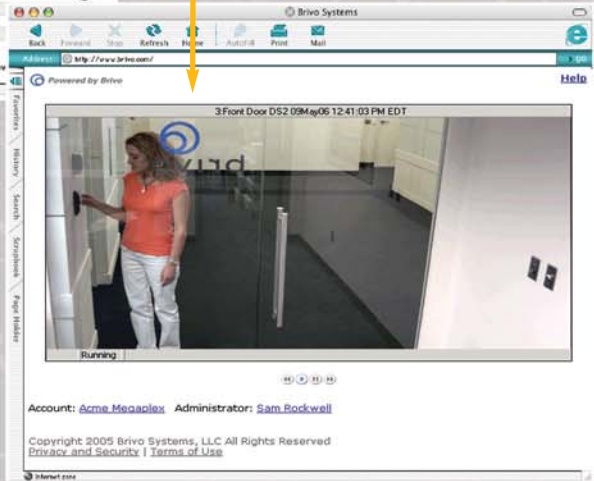 Brivo Systems
Back Forward Stop Refresh Home AutoFill Print Mail
Address: http://www.brivo.com/ go
Powered by Brivo Help
Favorites
History
Search
Scrapbook
Page Holder
3:Front Door DS2 09May06 12:41:03 PM EDT
brivo
Running
Account: Acme Megaplex Administrator: Sam Rockwell
Copyright 2005 Brivo Systems, LLC All Rights Reserved
Privacy and Security | Terms of Use
Internet zone